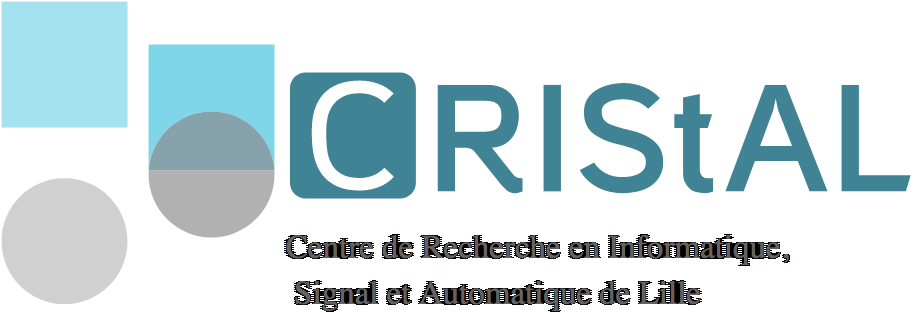 CRIStAL
Centre de Recherche en Informatique,
Signal et Automatique de Lille